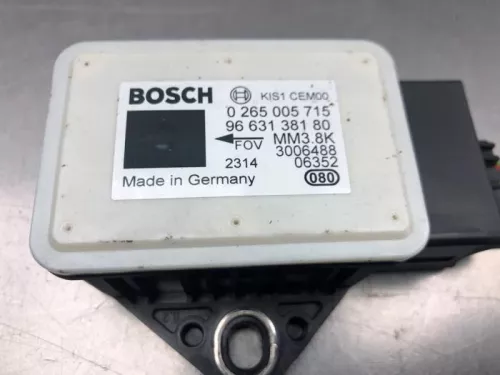 BOSCH KIS1 CEM00
0 265 005 715
96 631 381 80
FOV MM3.8K
3006488
2314 06352
Made in Germany 080